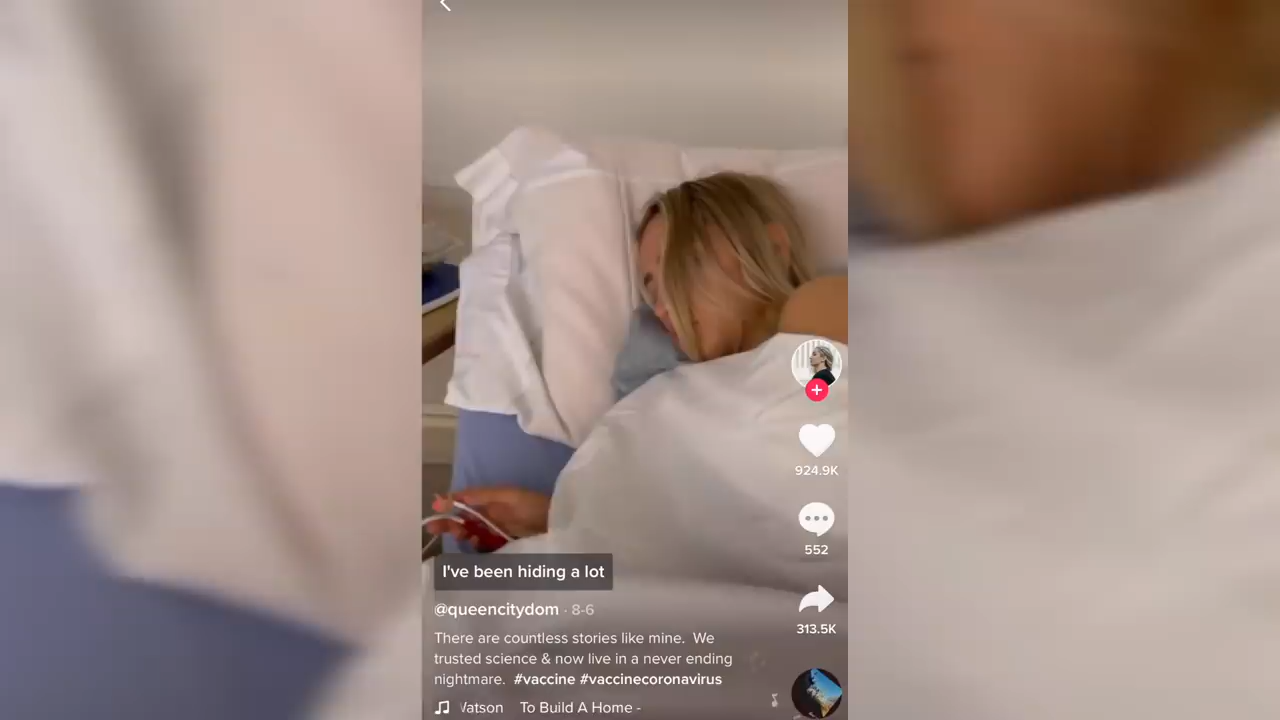 924.9K
552
I've been hiding a lot
@queencitydom · 8-6
313.5K
There are countless stories like mine. We
trusted science & now live in a never ending
nightmare. #vaccine #vaccinecoronavirus
To Build A Home -